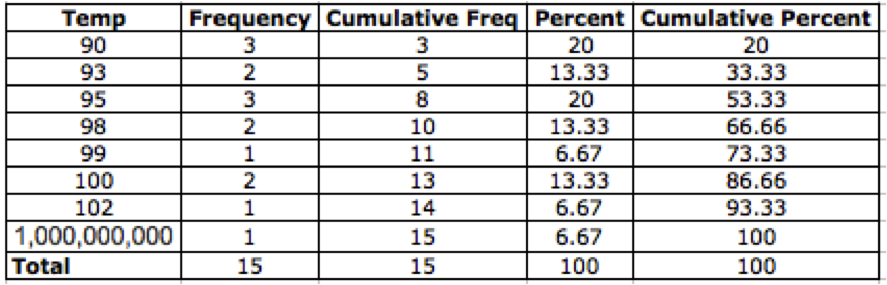 Temp Frequency Cumulative Freq Percent Cumulative Percent
90 3 3 20 20
93 2 5 13.33 33.33
95 3 8 20 53.33
98 2 10 13.33 66.66
99 1 11 6.67 73.33
100 2 13 13.33 86.66
102 1 14 6.67 93.33
1,000,000,000 1 15 6.67 100
Total 15 15 100 100